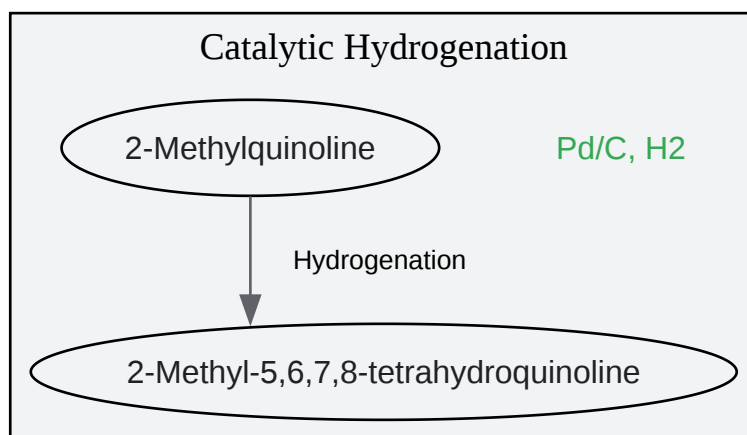 Catalytic Hydrogenation
2-Methylquinoline
Pd/C, H2
Hydrogenation
2-Methyl-5,6,7,8-tetrahydroquinoline